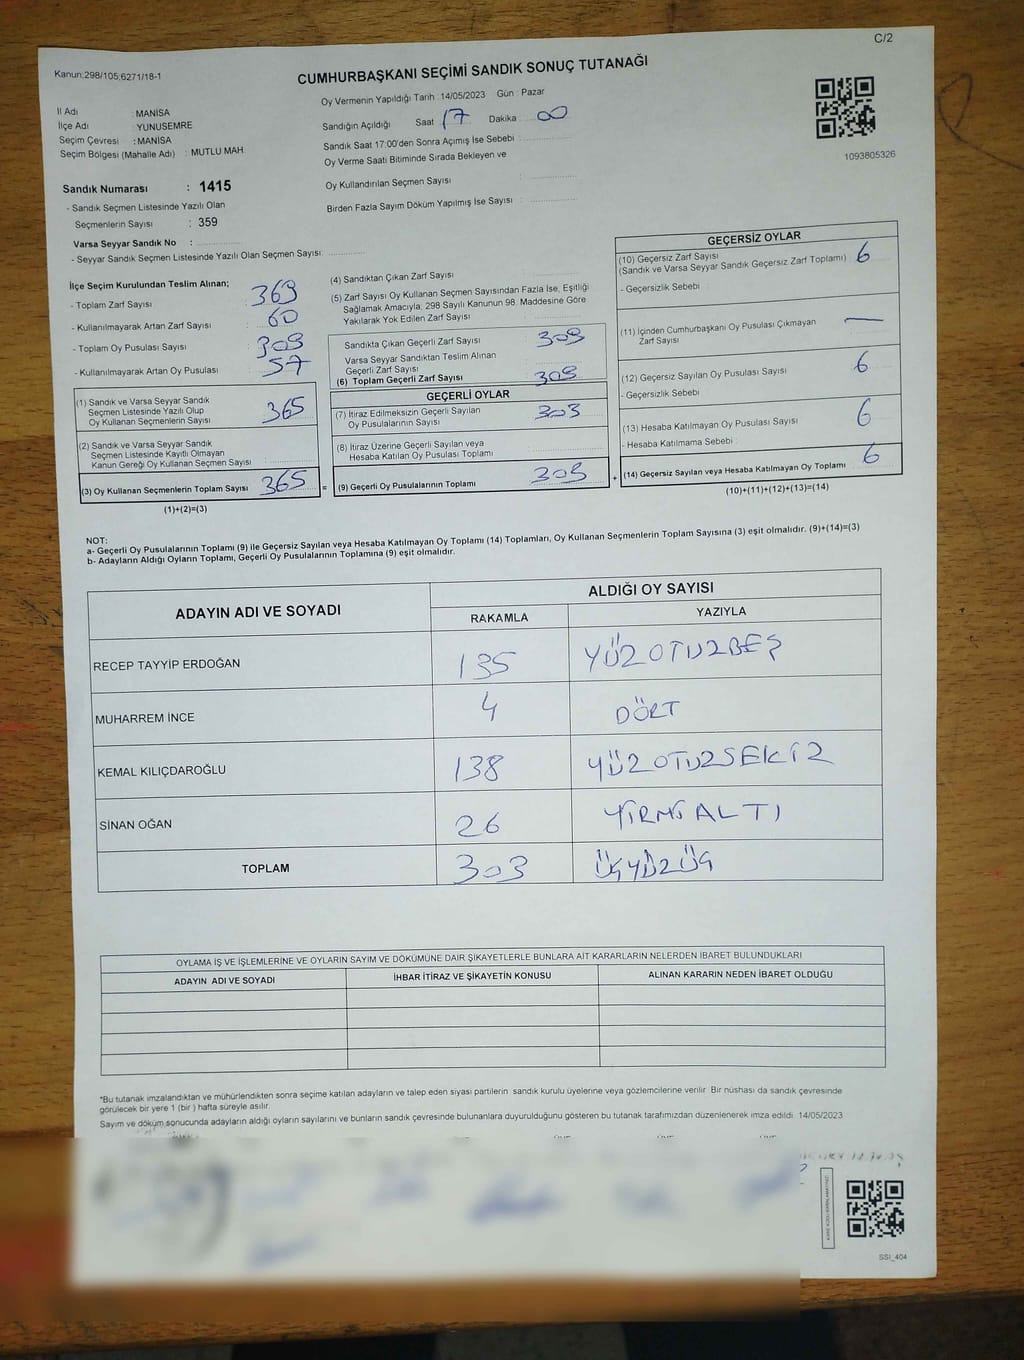 C/2
Kanun:298/105;6271/18-1
CUMHURBAŞKANI SEÇİMİ SANDIK SONUÇ TUTANAĞI
Oy Vermenin Yapıldığı Tarih :14/05/2023 Gün : Pazar
İl Adı : MANİSA
İlçe Adı : YUNUSEMRE
Seçim Çevresi : MANİSA
Seçim Bölgesi (Mahalle Adı) : MUTLU MAH.
Sandığın Açıldığı Saat 17 Dakika 00
Sandık Saat 17:00'den Sonra Açımış İse Sebebi :
Oy Verme Saati Bitiminde Sırada Bekleyen ve
Oy Kullandırılan Seçmen Sayısı :
Birden Fazla Sayım Döküm Yapılmış İse Sayısı :
1093805326
Sandık Numarası : 1415
- Sandık Seçmen Listesinde Yazılı Olan
Seçmenlerin Sayısı : 359
Varsa Seyyar Sandık No :
- Seyyar Sandık Seçmen Listesinde Yazılı Olan Seçmen Sayısı:
İlçe Seçim Kurulundan Teslim Alınan;
- Toplam Zarf Sayısı 369
- Kullanılmayarak Artan Zarf Sayısı 60
- Toplam Oy Pusulası Sayısı 309
- Kullanılmayarak Artan Oy Pusulası 57
(1) Sandık ve Varsa Seyyar Sandık
Seçmen Listesinde Yazılı Olup
Oy Kullanan Seçmenlerin Sayısı 365
(2) Sandık ve Varsa Seyyar Sandık
Seçmen Listesinde Kayıtlı Olmayan
Kanun Gereği Oy Kullanan Seçmen Sayısı
(3) Oy Kullanan Seçmenlerin Toplam Sayısı 365 =
(1)+(2)=(3)
(4) Sandıktan Çıkan Zarf Sayısı :
(5) Zarf Sayısı Oy Kullanan Seçmen Sayısından Fazla İse, Eşitliği
Sağlamak Amacıyla, 298 Sayılı Kanunun 98. Maddesine Göre
Yakılarak Yok Edilen Zarf Sayısı :
Sandıkta Çıkan Geçerli Zarf Sayısı 309
Varsa Seyyar Sandıktan Teslim Alınan
Geçerli Zarf Sayısı
(6) Toplam Geçerli Zarf Sayısı 309
GEÇERLİ OYLAR
(7) İtiraz Edilmeksizin Geçerli Sayılan
Oy Pusulalarının Sayısı 303
(8) İtiraz Üzerine Geçerli Sayılan veya
Hesaba Katılan Oy Pusulası Toplamı
(9) Geçerli Oy Pusulalarının Toplamı 303 +
GEÇERSİZ OYLAR
(10) Geçersiz Zarf Sayısı
(Sandık ve Varsa Seyyar Sandık Geçersiz Zarf Toplamı) 6
- Geçersizlik Sebebi :
(11) İçinden Cumhurbaşkanı Oy Pusulası Çıkmayan
Zarf Sayısı —
(12) Geçersiz Sayılan Oy Pusulası Sayısı 6
- Geçersizlik Sebebi
(13) Hesaba Katılmayan Oy Pusulası Sayısı 6
- Hesaba Katılmama Sebebi :
(14) Geçersiz Sayılan veya Hesaba Katılmayan Oy Toplamı 6
(10)+(11)+(12)+(13)=(14)
NOT:
a- Geçerli Oy Pusulalarının Toplamı (9) ile Geçersiz Sayılan veya Hesaba Katılmayan Oy Toplamı (14) Toplamları, Oy Kullanan Seçmenlerin Toplam Sayısına (3) eşit olmalıdır. (9)+(14)=(3)
b- Adayların Aldığı Oyların Toplamı, Geçerli Oy Pusulalarının Toplamına (9) eşit olmalıdır.
ADAYIN ADI VE SOYADI
ALDIĞI OY SAYISI
RAKAMLA YAZIYLA
RECEP TAYYİP ERDOĞAN 135 YÜZOTUZBEŞ
MUHARREM İNCE 4 DÖRT
KEMAL KILIÇDAROĞLU 138 YÜZOTUZSEKİZ
SİNAN OĞAN 26 YİRMİALTI
TOPLAM 303 ÜÇYÜZÜÇ
OYLAMA İŞ VE İŞLEMLERİNE VE OYLARIN SAYIM VE DÖKÜMÜNE DAİR ŞİKAYETLERLE BUNLARA AİT KARARLARIN NELERDEN İBARET BULUNDUKLARI
ADAYIN ADI VE SOYADI İHBAR İTİRAZ VE ŞİKAYETİN KONUSU ALINAN KARARIN NEDEN İBARET OLDUĞU
*Bu tutanak imzalandıktan ve mühürlendikten sonra seçime katılan adayların ve talep eden siyasi partilerin sandık kurulu üyelerine veya gözlemcilerine verilir. Bir nüshası da sandık çevresinde
görülecek bir yere 1 (bir ) hafta süreyle asılır.
Sayım ve döküm sonucunda adayların aldığı oyların sayılarını ve bunların sandık çevresinde bulunanlara duyurulduğunu gösteren bu tutanak tarafımızdan düzenlenerek imza edildi. 14/05/2023
SSI_404